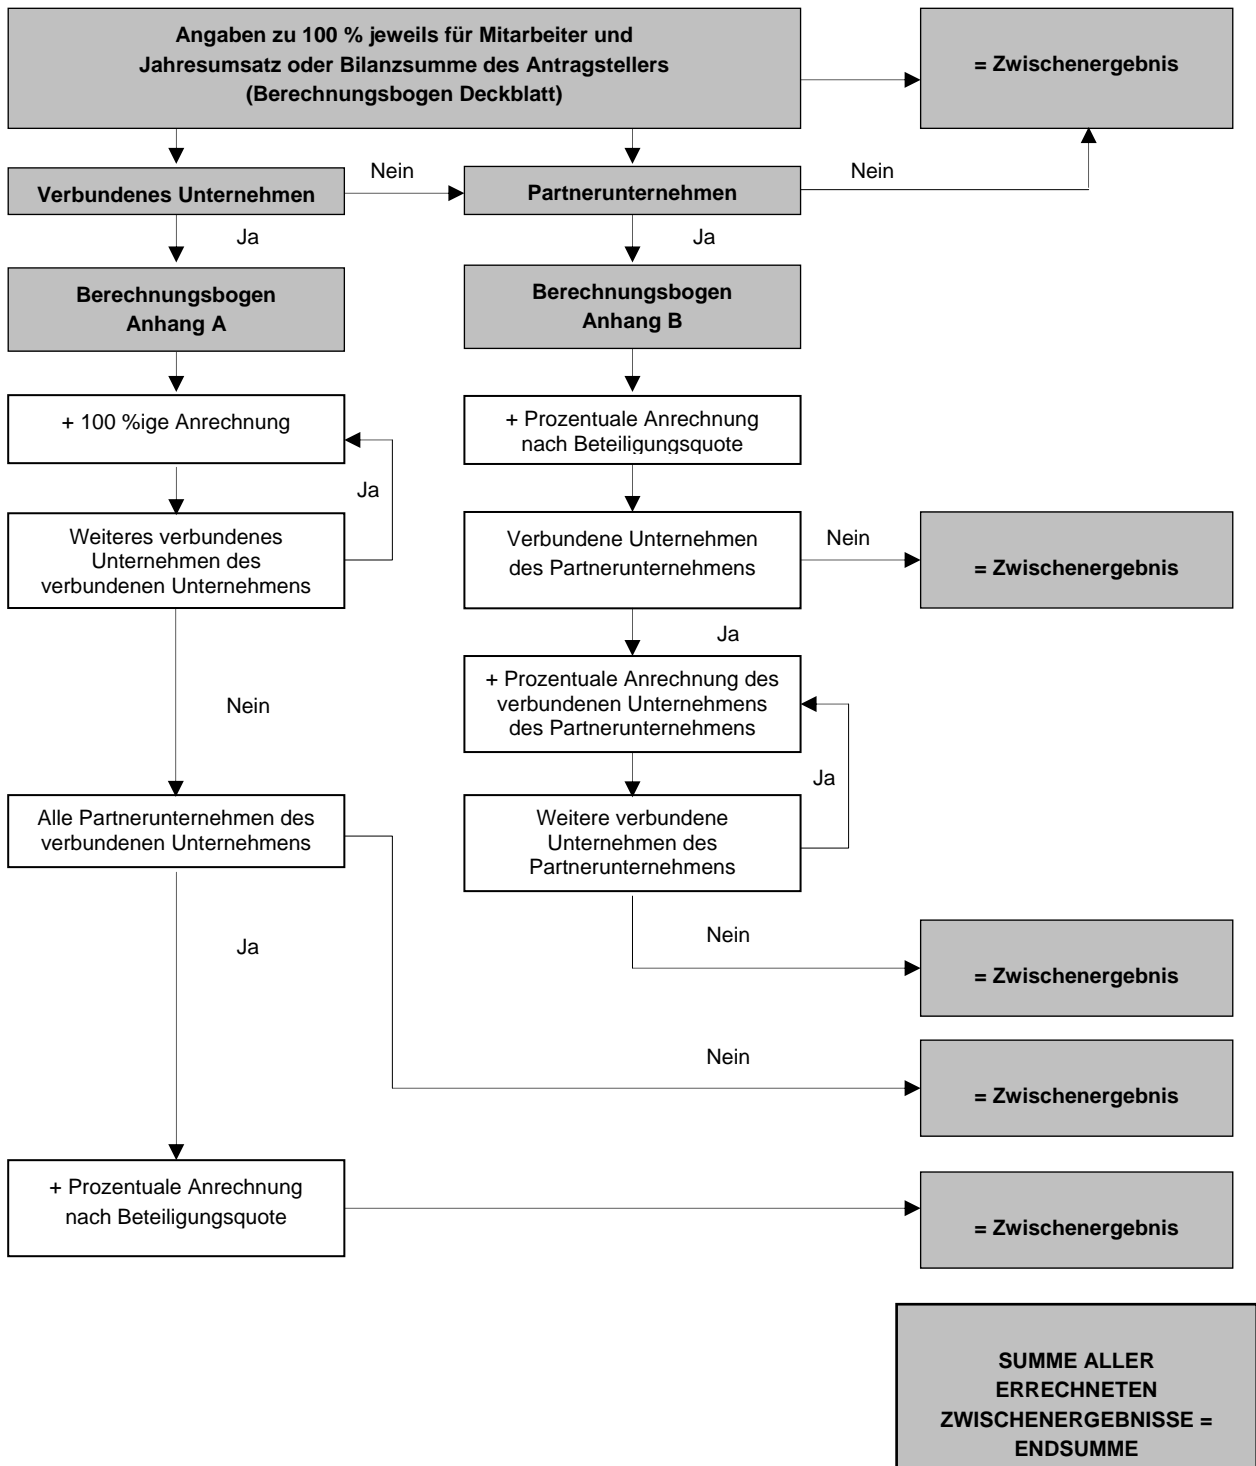 Angaben zu 100 % jeweils für Mitarbeiter und
Jahresumsatz oder Bilanzsumme des Antragstellers
(Berechnungsbogen Deckblatt)
= Zwischenergebnis
Verbundenes Unternehmen
Nein
Partnerunternehmen
Nein
Ja
Ja
Berechnungsbogen
Anhang A
Berechnungsbogen
Anhang B
+ 100 %ige Anrechnung
+ Prozentuale Anrechnung
nach Beteiligungsquote
Ja
Weiteres verbundenes
Unternehmen des
verbundenen Unternehmens
Verbundene Unternehmen
des Partnerunternehmens
Nein
= Zwischenergebnis
Ja
+ Prozentuale Anrechnung des
verbundenen Unternehmens
des Partnerunternehmens
Nein
Ja
Alle Partnerunternehmen des
verbundenen Unternehmens
Weitere verbundene
Unternehmen des
Partnerunternehmens
Ja
Nein
= Zwischenergebnis
Nein
= Zwischenergebnis
+ Prozentuale Anrechnung
nach Beteiligungsquote
= Zwischenergebnis
SUMME ALLER
ERRECHNETEN
ZWISCHENERGEBNISSE =
ENDSUMME